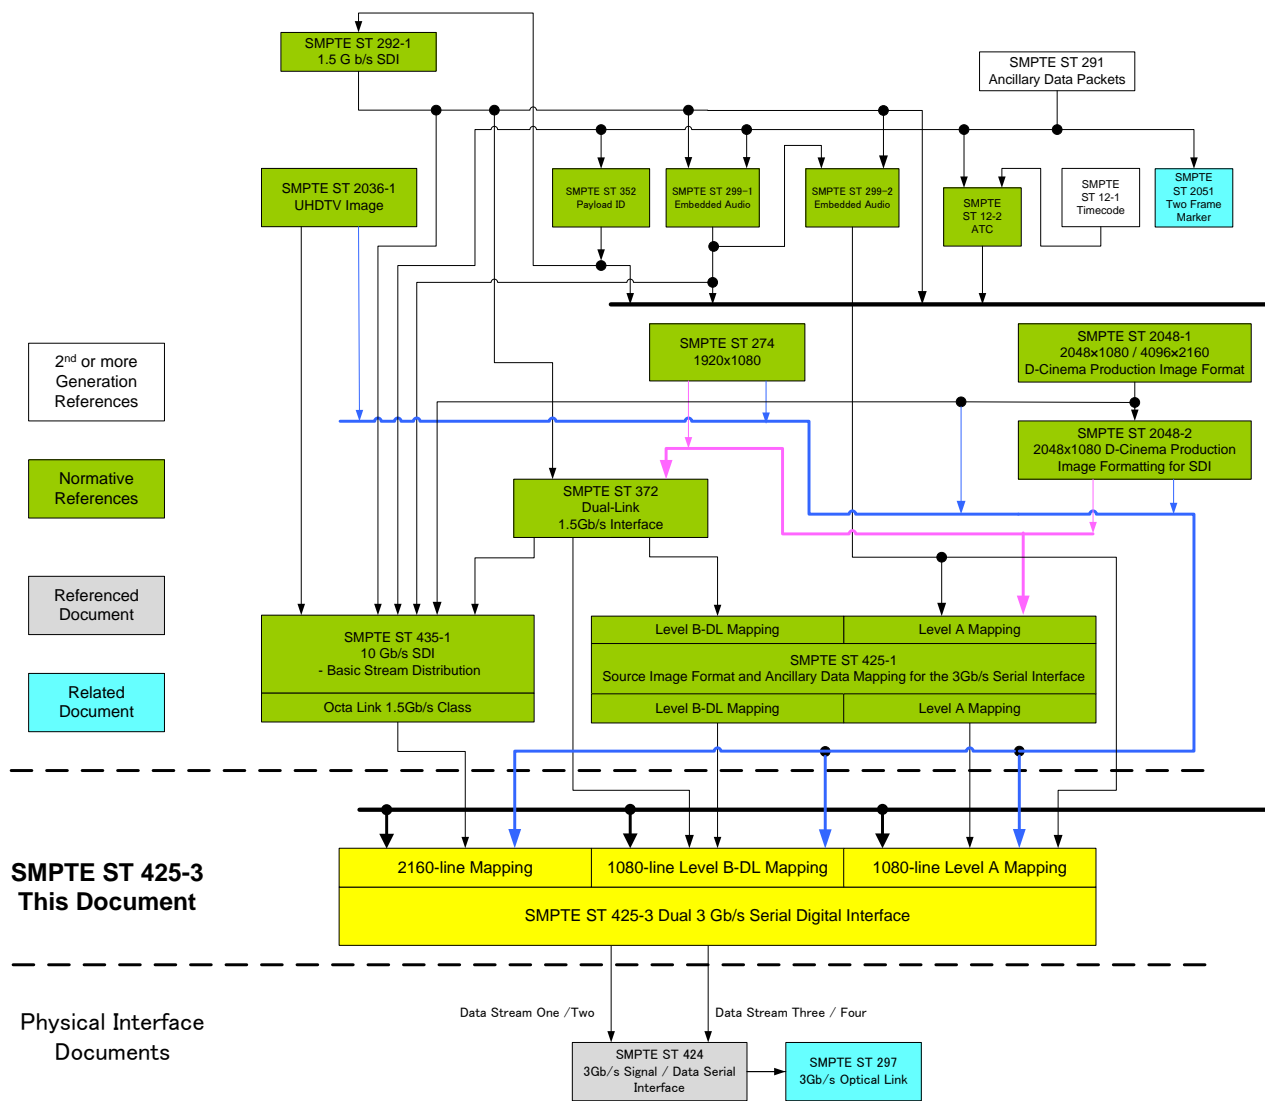 SMPTE ST 292-1
1.5 G b/s SDI
SMPTE ST 291
Ancillary Data Packets
SMPTE ST 2036-1
UHDTV Image
SMPTE ST 352
Payload ID
SMPTE ST 299-1
Embedded Audio
SMPTE ST 299-2
Embedded Audio
SMPTE
ST 12-2
ATC
SMPTE
ST 12-1
Timecode
SMPTE
ST 2051
Two Frame
Marker
2nd or more
Generation
References
SMPTE ST 274
1920x1080
SMPTE ST 2048-1
2048×1080 / 4096×2160
D-Cinema Production Image Format
SMPTE ST 2048-2
2048x1080 D-Cinema Production
Image Formatting for SDI
Normative
References
SMPTE ST 372
Dual-Link
1.5Gb/s Interface
Referenced
Document
SMPTE ST 435-1
10 Gb/s SDI
- Basic Stream Distribution
Octa Link 1.5Gb/s Class
Level B-DL Mapping
Level A Mapping
SMPTE ST 425-1
Source Image Format and Ancillary Data Mapping for the 3Gb/s Serial Interface
Level B-DL Mapping
Level A Mapping
Related
Document
SMPTE ST 425-3
This Document
2160-line Mapping
1080-line Level B-DL Mapping
1080-line Level A Mapping
SMPTE ST 425-3 Dual 3 Gb/s Serial Digital Interface
Physical Interface
Documents
Data Stream One /Two
Data Stream Three / Four
SMPTE ST 424
3Gb/s Signal / Data Serial
Interface
SMPTE ST 297
3Gb/s Optical Link